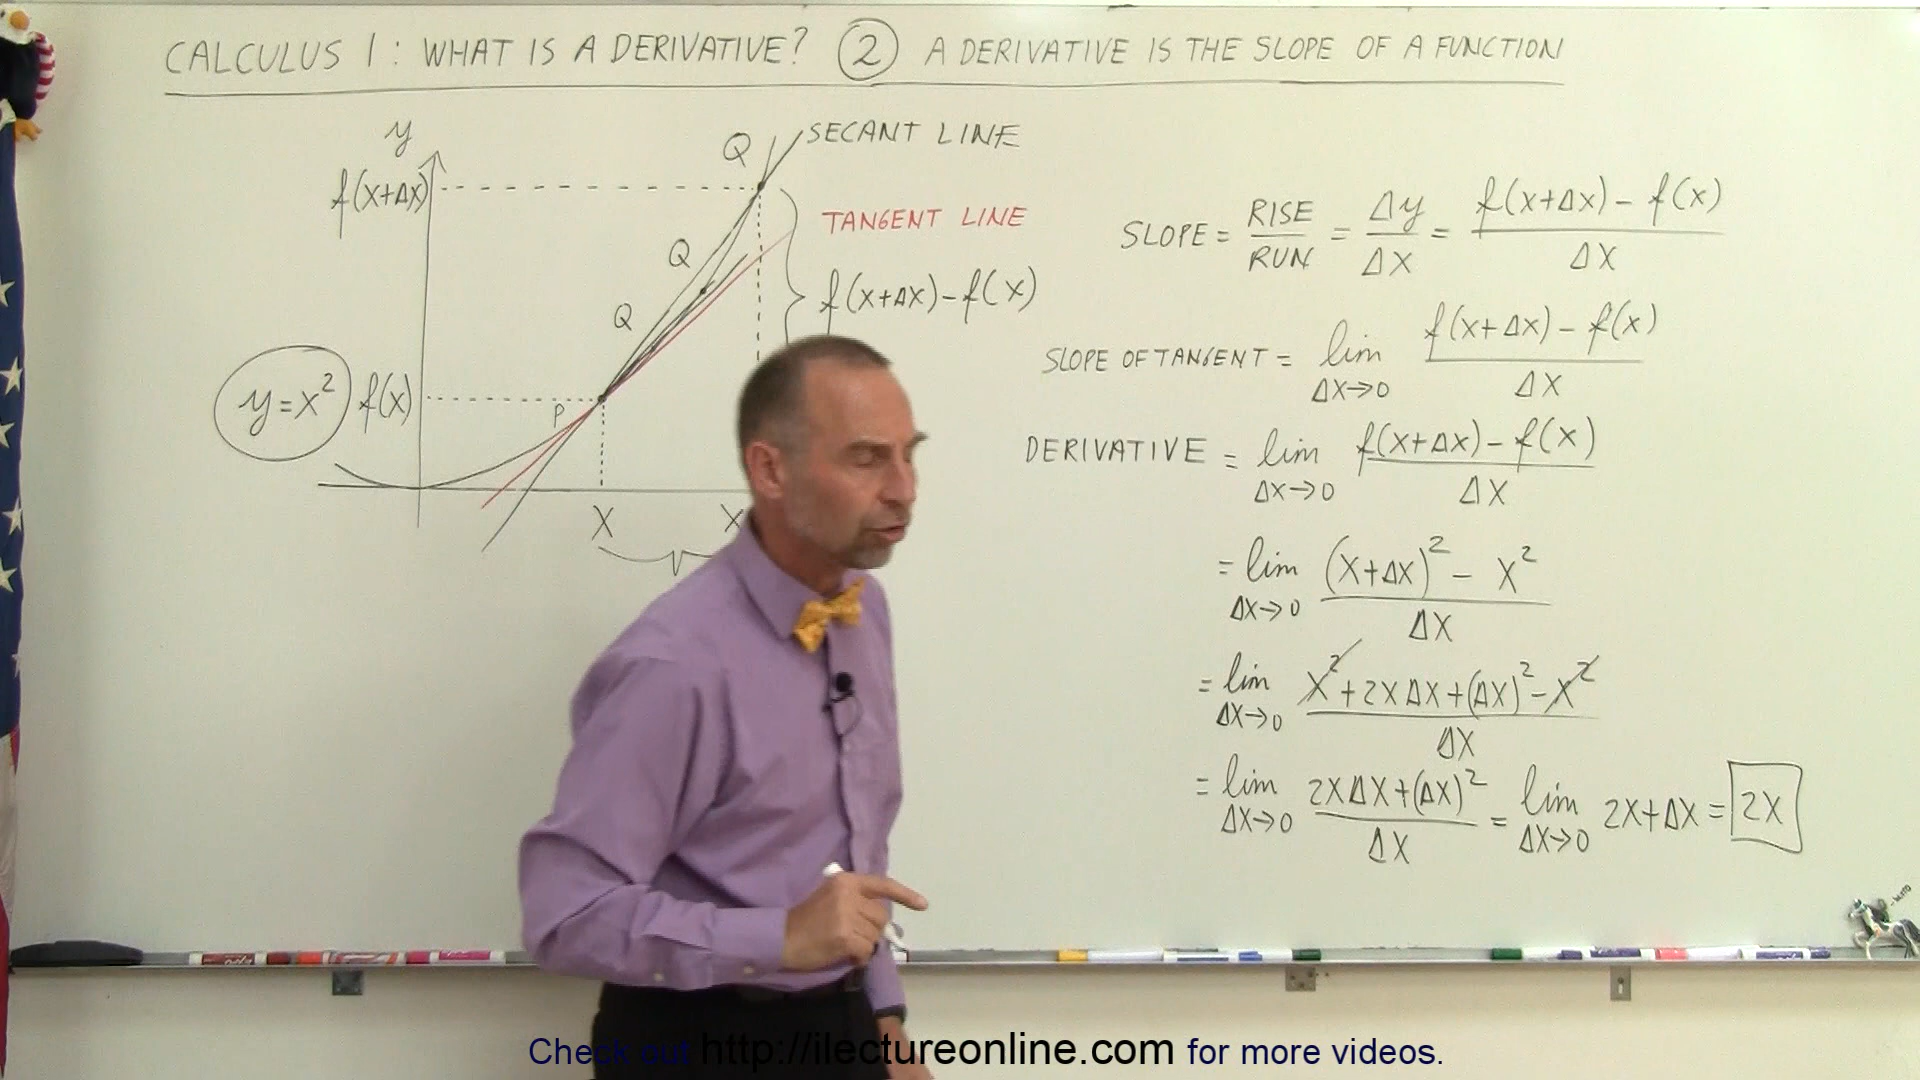 CALCULUS 1: WHAT IS A DERIVATIVE? (2) A DERIVATIVE IS THE SLOPE OF A FUNCTION
y
Q SECANT LINE
f(x+Δx)
TANGENT LINE
Q
f(x+Δx)-f(x)
Q
y=x² f(x)
P
X X
SLOPE = RISE/RUN = Δy/Δx = (f(x+Δx) - f(x))/Δx
SLOPE OF TANGENT = lim Δx→0 (f(x+Δx) - f(x))/Δx
DERIVATIVE = lim Δx→0 (f(x+Δx) - f(x))/Δx
= lim Δx→0 ((x+Δx)² - x²)/Δx
= lim Δx→0 (x² + 2xΔx + (Δx)² - x²)/Δx
= lim Δx→0 (2xΔx + (Δx)²)/Δx = lim Δx→0 2x+Δx = 2x
Check out http://ilectureonline.com for more videos.